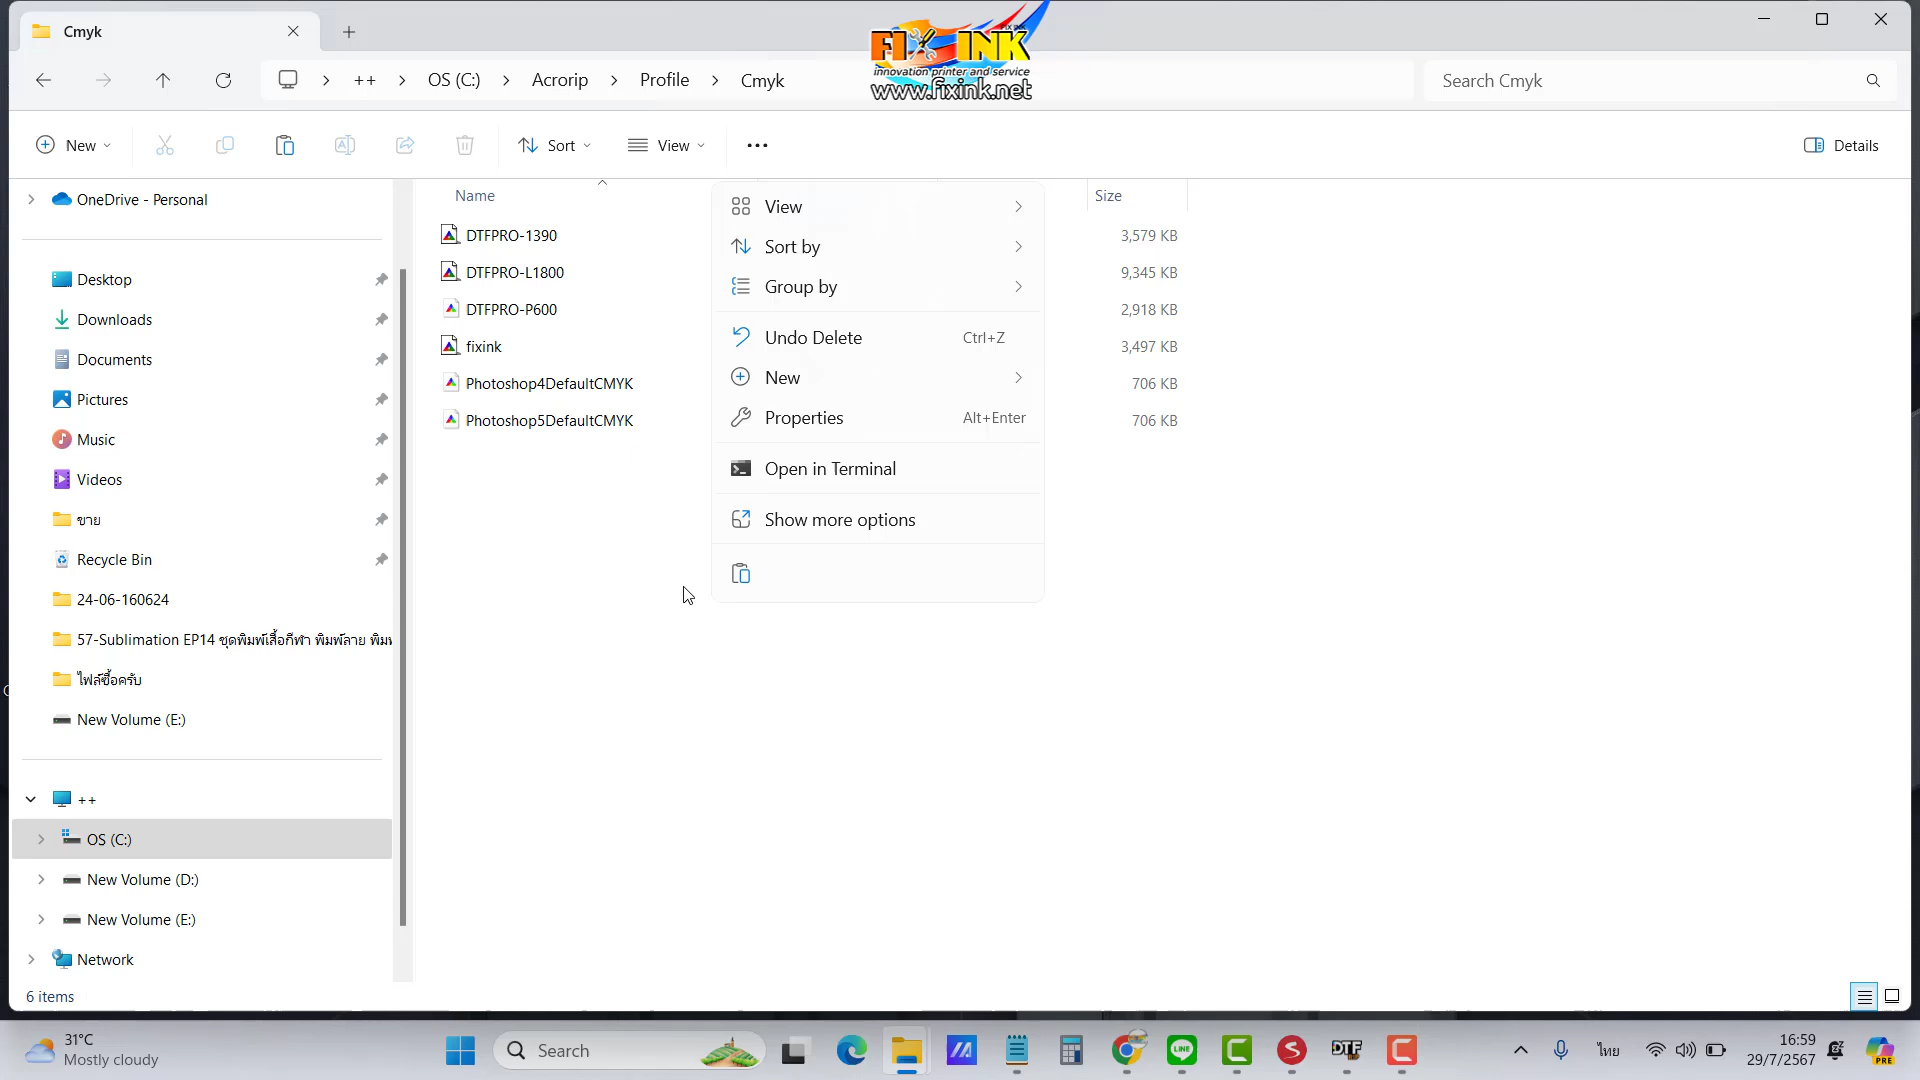 Cmyk
FIX INK
innovation printer and service
www.fixink.net
++ OS (C:) Acrorip Profile Cmyk
Search Cmyk
New
Sort
View
Details
Name
Size
OneDrive - Personal
Desktop
Downloads
Documents
Pictures
Music
Videos
ขาย
Recycle Bin
24-06-160624
57-Sublimation EP14 ชุดพิมพ์เสื้อกีฬา พิมพ์ลาย พิมพ์
ไฟล์ซื้อครับ
New Volume (E:)
++
OS (C:)
New Volume (D:)
New Volume (E:)
Network
DTFPRO-1390
3,579 KB
DTFPRO-L1800
9,345 KB
DTFPRO-P600
2,918 KB
fixink
3,497 KB
Photoshop4DefaultCMYK
706 KB
Photoshop5DefaultCMYK
706 KB
View
Sort by
Group by
Undo Delete Ctrl+Z
New
Properties Alt+Enter
Open in Terminal
Show more options
6 items
31°C
Mostly cloudy
Search
LINE
DTF
ไทย
16:59
29/7/2567
PRE